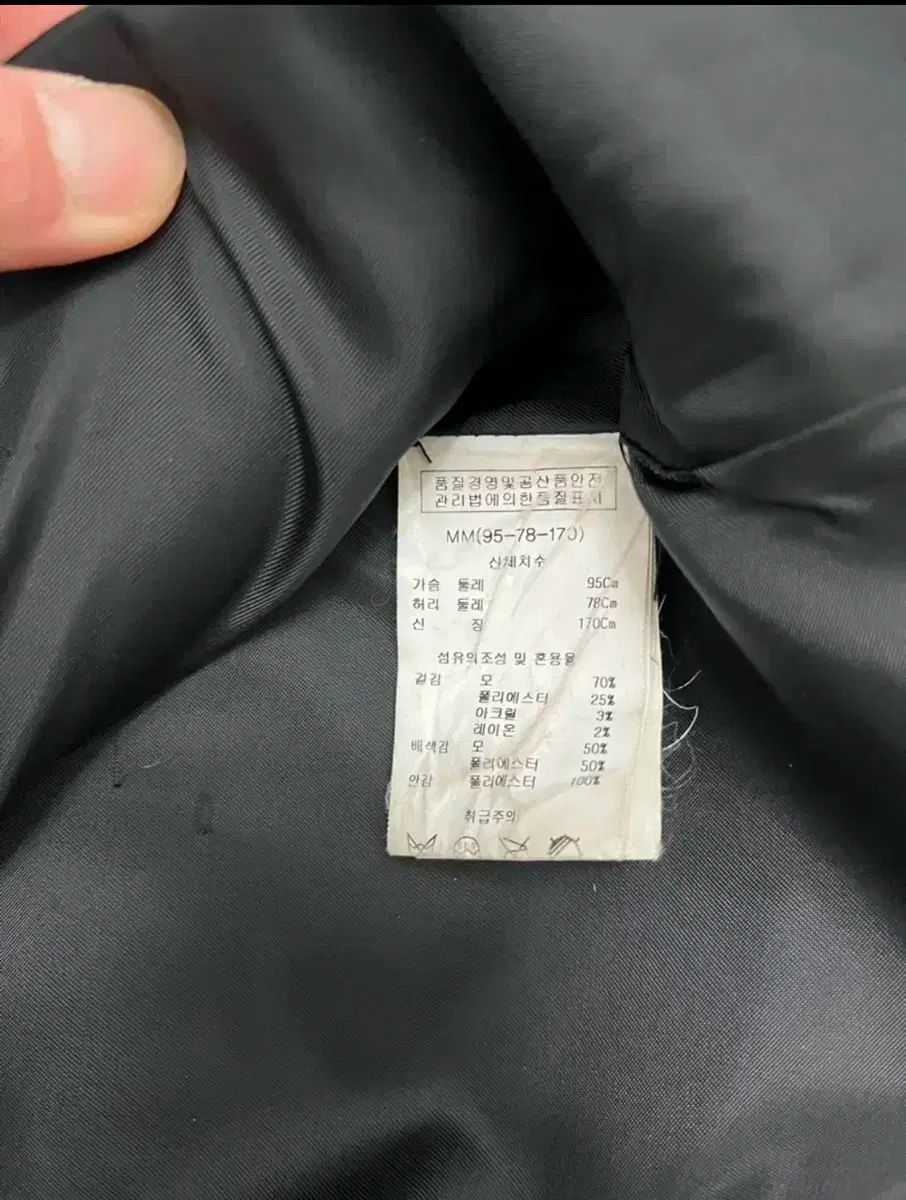 품질경영및공산품안전
관리법에의한품질표시
MM(95-78-170)
신체치수
가슴 둘레 95Cm
허리 둘레 78Cm
신 장 170Cm
섬유의조성 및 혼용율
겉감 모 70%
폴리에스터 25%
아크릴 3%
레이온 2%
배색감 모 50%
폴리에스터 50%
안감 폴리에스터 100%
취급주의